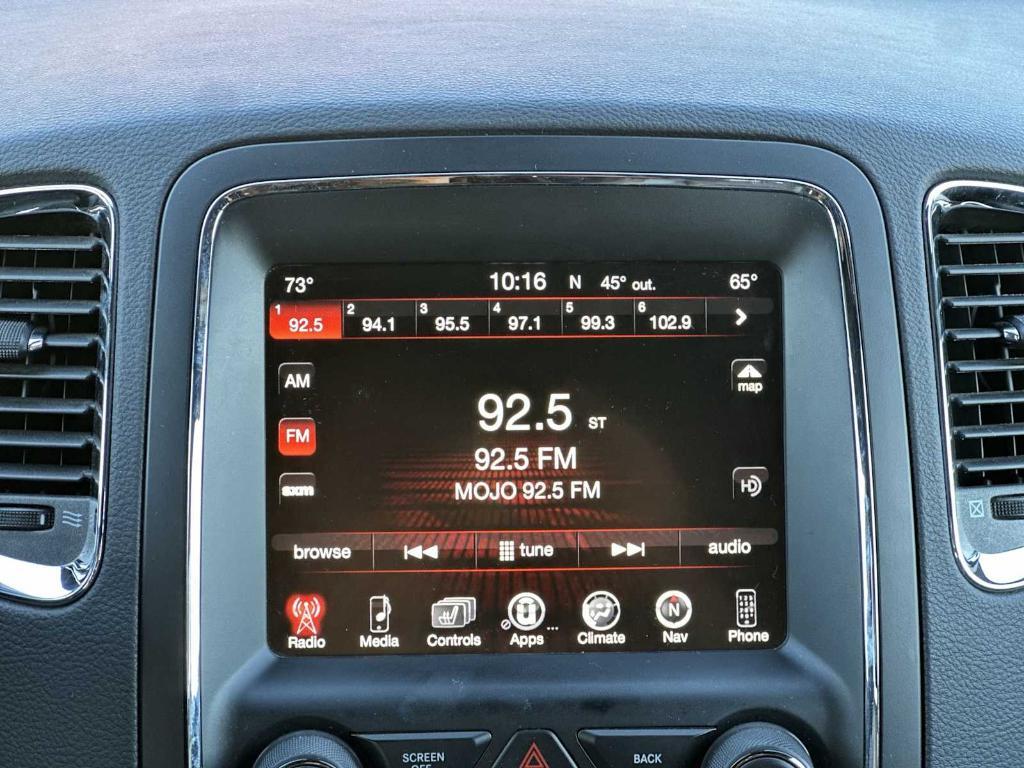 73° 10:16 N 45° out. 65°
1 92.5 2 94.1 3 95.5 4 97.1 5 99.3 6 102.9
AM
map
92.5 ST
FM
92.5 FM
sxm
MOJO 92.5 FM
HD
browse tune audio
Radio Media Controls Apps ... Climate N Nav Phone
SCREEN
OFF
BACK